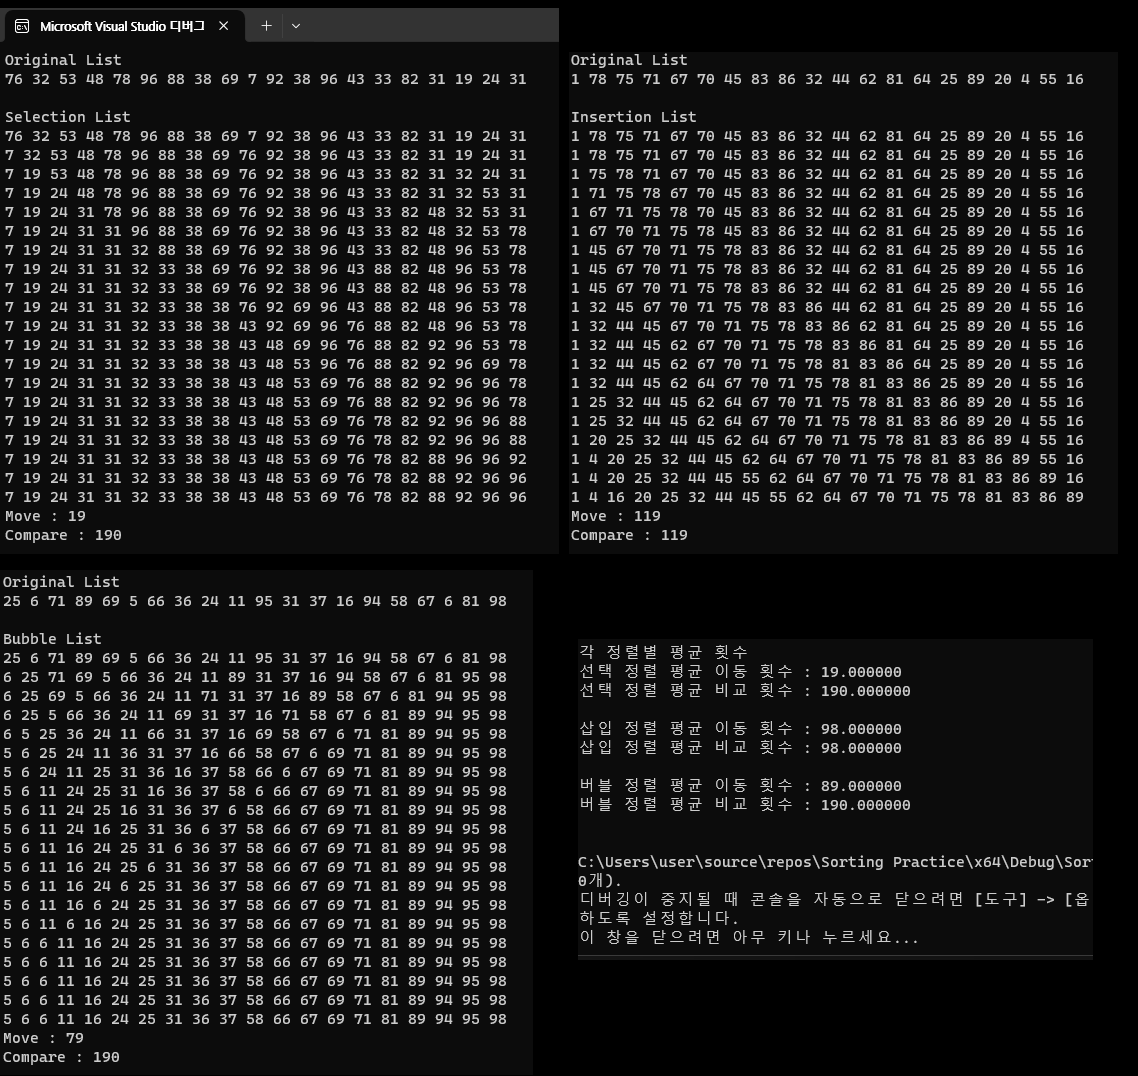 Microsoft Visual Studio 디버그
Original List
76 32 53 48 78 96 88 38 69 7 92 38 96 43 33 82 31 19 24 31
Selection List
76 32 53 48 78 96 88 38 69 7 92 38 96 43 33 82 31 19 24 31
7 32 53 48 78 96 88 38 69 76 92 38 96 43 33 82 31 19 24 31
7 19 53 48 78 96 88 38 69 76 92 38 96 43 33 82 31 32 24 31
7 19 24 48 78 96 88 38 69 76 92 38 96 43 33 82 31 32 53 31
7 19 24 31 78 96 88 38 69 76 92 38 96 43 33 82 48 32 53 31
7 19 24 31 31 96 88 38 69 76 92 38 96 43 33 82 48 32 53 78
7 19 24 31 31 32 88 38 69 76 92 38 96 43 33 82 48 96 53 78
7 19 24 31 31 32 33 38 69 76 92 38 96 43 88 82 48 96 53 78
7 19 24 31 31 32 33 38 69 76 92 38 96 43 88 82 48 96 53 78
7 19 24 31 31 32 33 38 38 76 92 69 96 43 88 82 48 96 53 78
7 19 24 31 31 32 33 38 38 43 92 69 96 76 88 82 48 96 53 78
7 19 24 31 31 32 33 38 38 43 48 69 96 76 88 82 92 96 53 78
7 19 24 31 31 32 33 38 38 43 48 53 96 76 88 82 92 96 69 78
7 19 24 31 31 32 33 38 38 43 48 53 69 76 88 82 92 96 96 78
7 19 24 31 31 32 33 38 38 43 48 53 69 76 88 82 92 96 96 78
7 19 24 31 31 32 33 38 38 43 48 53 69 76 78 82 92 96 96 88
7 19 24 31 31 32 33 38 38 43 48 53 69 76 78 82 92 96 96 88
7 19 24 31 31 32 33 38 38 43 48 53 69 76 78 82 88 96 96 92
7 19 24 31 31 32 33 38 38 43 48 53 69 76 78 82 88 92 96 96
7 19 24 31 31 32 33 38 38 43 48 53 69 76 78 82 88 92 96 96
Move : 19
Compare : 190
Original List
1 78 75 71 67 70 45 83 86 32 44 62 81 64 25 89 20 4 55 16
Insertion List
1 78 75 71 67 70 45 83 86 32 44 62 81 64 25 89 20 4 55 16
1 78 75 71 67 70 45 83 86 32 44 62 81 64 25 89 20 4 55 16
1 75 78 71 67 70 45 83 86 32 44 62 81 64 25 89 20 4 55 16
1 71 75 78 67 70 45 83 86 32 44 62 81 64 25 89 20 4 55 16
1 67 71 75 78 70 45 83 86 32 44 62 81 64 25 89 20 4 55 16
1 67 70 71 75 78 45 83 86 32 44 62 81 64 25 89 20 4 55 16
1 45 67 70 71 75 78 83 86 32 44 62 81 64 25 89 20 4 55 16
1 45 67 70 71 75 78 83 86 32 44 62 81 64 25 89 20 4 55 16
1 45 67 70 71 75 78 83 86 32 44 62 81 64 25 89 20 4 55 16
1 32 45 67 70 71 75 78 83 86 44 62 81 64 25 89 20 4 55 16
1 32 44 45 67 70 71 75 78 83 86 62 81 64 25 89 20 4 55 16
1 32 44 45 62 67 70 71 75 78 83 86 81 64 25 89 20 4 55 16
1 32 44 45 62 67 70 71 75 78 81 83 86 64 25 89 20 4 55 16
1 32 44 45 62 64 67 70 71 75 78 81 83 86 25 89 20 4 55 16
1 25 32 44 45 62 64 67 70 71 75 78 81 83 86 89 20 4 55 16
1 25 32 44 45 62 64 67 70 71 75 78 81 83 86 89 20 4 55 16
1 20 25 32 44 45 62 64 67 70 71 75 78 81 83 86 89 4 55 16
1 4 20 25 32 44 45 62 64 67 70 71 75 78 81 83 86 89 55 16
1 4 20 25 32 44 45 55 62 64 67 70 71 75 78 81 83 86 89 16
1 4 16 20 25 32 44 45 55 62 64 67 70 71 75 78 81 83 86 89
Move : 119
Compare : 119
Original List
25 6 71 89 69 5 66 36 24 11 95 31 37 16 94 58 67 6 81 98
Bubble List
25 6 71 89 69 5 66 36 24 11 95 31 37 16 94 58 67 6 81 98
6 25 71 69 5 66 36 24 11 89 31 37 16 94 58 67 6 81 95 98
6 25 69 5 66 36 24 11 71 31 37 16 89 58 67 6 81 94 95 98
6 25 5 66 36 24 11 69 31 37 16 71 58 67 6 81 89 94 95 98
6 5 25 36 24 11 66 31 37 16 69 58 67 6 71 81 89 94 95 98
5 6 25 24 11 36 31 37 16 66 58 67 6 69 71 81 89 94 95 98
5 6 24 11 25 31 36 16 37 58 66 6 67 69 71 81 89 94 95 98
5 6 11 24 25 31 16 36 37 58 6 66 67 69 71 81 89 94 95 98
5 6 11 24 25 16 31 36 37 6 58 66 67 69 71 81 89 94 95 98
5 6 11 24 16 25 31 36 6 37 58 66 67 69 71 81 89 94 95 98
5 6 11 16 24 25 31 6 36 37 58 66 67 69 71 81 89 94 95 98
5 6 11 16 24 25 6 31 36 37 58 66 67 69 71 81 89 94 95 98
5 6 11 16 24 6 25 31 36 37 58 66 67 69 71 81 89 94 95 98
5 6 11 16 6 24 25 31 36 37 58 66 67 69 71 81 89 94 95 98
5 6 11 6 16 24 25 31 36 37 58 66 67 69 71 81 89 94 95 98
5 6 6 11 16 24 25 31 36 37 58 66 67 69 71 81 89 94 95 98
5 6 6 11 16 24 25 31 36 37 58 66 67 69 71 81 89 94 95 98
5 6 6 11 16 24 25 31 36 37 58 66 67 69 71 81 89 94 95 98
5 6 6 11 16 24 25 31 36 37 58 66 67 69 71 81 89 94 95 98
5 6 6 11 16 24 25 31 36 37 58 66 67 69 71 81 89 94 95 98
Move : 79
Compare : 190
각 정렬별 평균 횟수
선택 정렬 평균 이동 횟수 : 19.000000
선택 정렬 평균 비교 횟수 : 190.000000
삽입 정렬 평균 이동 횟수 : 98.000000
삽입 정렬 평균 비교 횟수 : 98.000000
버블 정렬 평균 이동 횟수 : 89.000000
버블 정렬 평균 비교 횟수 : 190.000000
C:\Users\user\source\repos\Sorting Practice\x64\Debug\Sor
0개).
디버깅이 중지될 때 콘솔을 자동으로 닫으려면 [도구] -> [옵
하도록 설정합니다.
이 창을 닫으려면 아무 키나 누르세요...